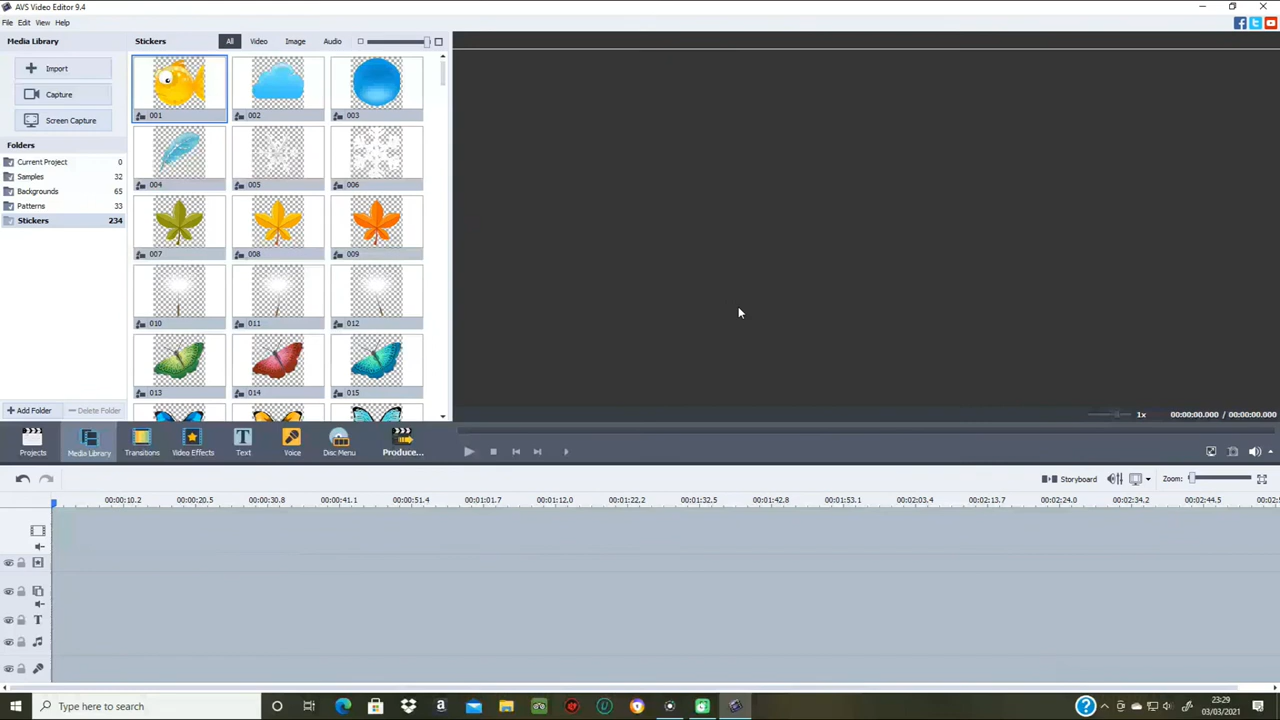 AVS Video Editor 9.4
File Edit View Help
Media Library
Stickers All Video Image Audio
Import
Capture
Screen Capture
Folders
Current Project 0
Samples 32
Backgrounds 65
Patterns 33
Stickers 234
001 002 003
004 005 006
007 008 009
010 011 012
013 014 015
Add Folder Delete Folder
1x 00:00:00.000 / 00:00:00.000
Projects Media Library Transitions Video Effects Text Voice Disc Menu Produce...
Storyboard Zoom:
00:00:10.2 00:00:20.5 00:00:30.8 00:00:41.1 00:00:51.4 00:01:01.7 00:01:12.0 00:01:22.2 00:01:32.5 00:01:42.8 00:01:53.1 00:02:03.4 00:02:13.7 00:02:24.0 00:02:34.2 00:02:44.5
Type here to search
23:29
03/03/2021